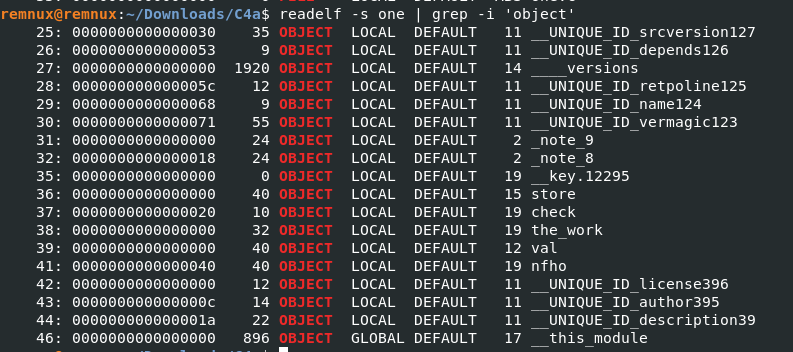 remnux@remnux:~/Downloads/C4a$ readelf -s one | grep -i 'object'
25: 0000000000000030 35 OBJECT LOCAL DEFAULT 11 __UNIQUE_ID_srcversion127
26: 0000000000000053 9 OBJECT LOCAL DEFAULT 11 __UNIQUE_ID_depends126
27: 0000000000000000 1920 OBJECT LOCAL DEFAULT 14 ____versions
28: 000000000000005c 12 OBJECT LOCAL DEFAULT 11 __UNIQUE_ID_retpoline125
29: 0000000000000068 9 OBJECT LOCAL DEFAULT 11 __UNIQUE_ID_name124
30: 0000000000000071 55 OBJECT LOCAL DEFAULT 11 __UNIQUE_ID_vermagic123
31: 0000000000000000 24 OBJECT LOCAL DEFAULT 2 _note_9
32: 0000000000000018 24 OBJECT LOCAL DEFAULT 2 _note_8
35: 0000000000000000 0 OBJECT LOCAL DEFAULT 19 __key.12295
36: 0000000000000000 40 OBJECT LOCAL DEFAULT 15 store
37: 0000000000000020 10 OBJECT LOCAL DEFAULT 19 check
38: 0000000000000000 32 OBJECT LOCAL DEFAULT 19 the_work
39: 0000000000000000 40 OBJECT LOCAL DEFAULT 12 val
41: 0000000000000040 40 OBJECT LOCAL DEFAULT 19 nfho
42: 0000000000000000 12 OBJECT LOCAL DEFAULT 11 __UNIQUE_ID_license396
43: 000000000000000c 14 OBJECT LOCAL DEFAULT 11 __UNIQUE_ID_author395
44: 000000000000001a 22 OBJECT LOCAL DEFAULT 11 __UNIQUE_ID_description39
46: 0000000000000000 896 OBJECT GLOBAL DEFAULT 17 __this_module